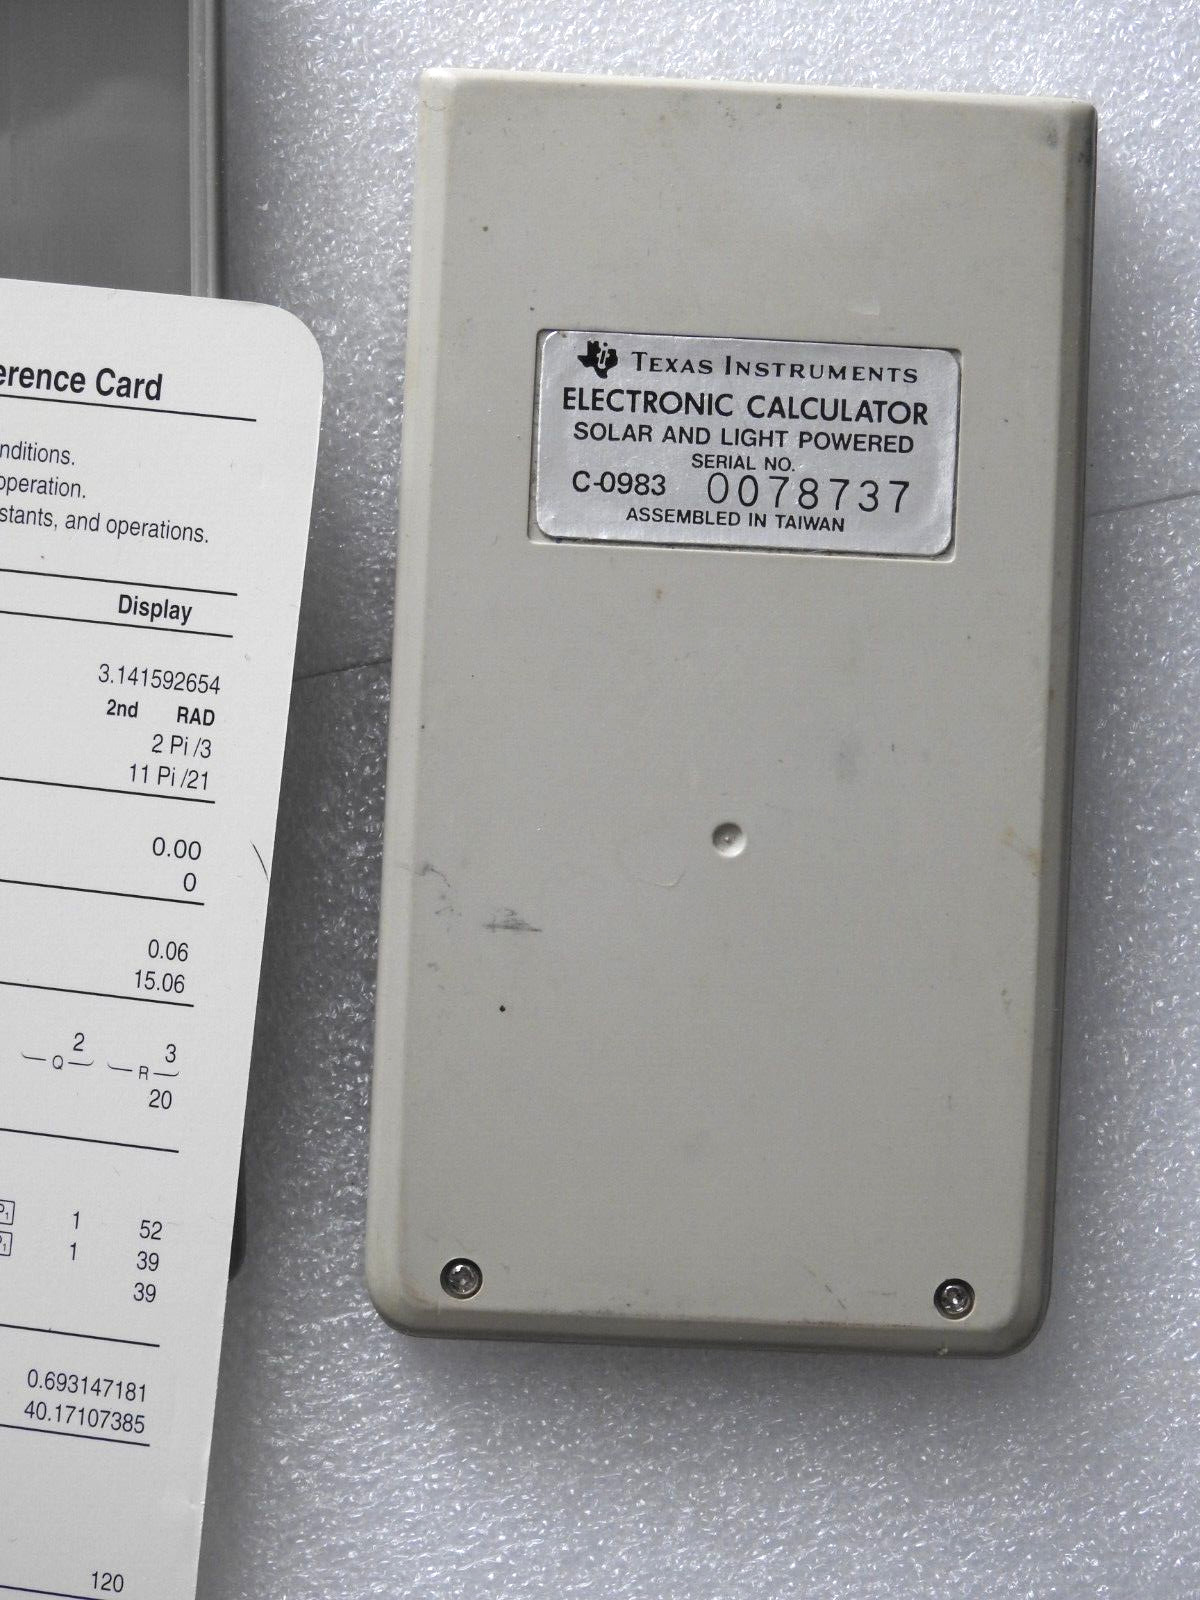 erence Card
nditions.
operation.
stants, and operations.
Display
3.141592654
2nd RAD
2 Pi /3
11 Pi /21
0.00
0
0.06
15.06
2 3
Q R
20
P1 1 52
P1 1 39
39
0.693147181
40.17107385
120
TEXAS INSTRUMENTS
ELECTRONIC CALCULATOR
SOLAR AND LIGHT POWERED
SERIAL NO.
C-0983 0078737
ASSEMBLED IN TAIWAN